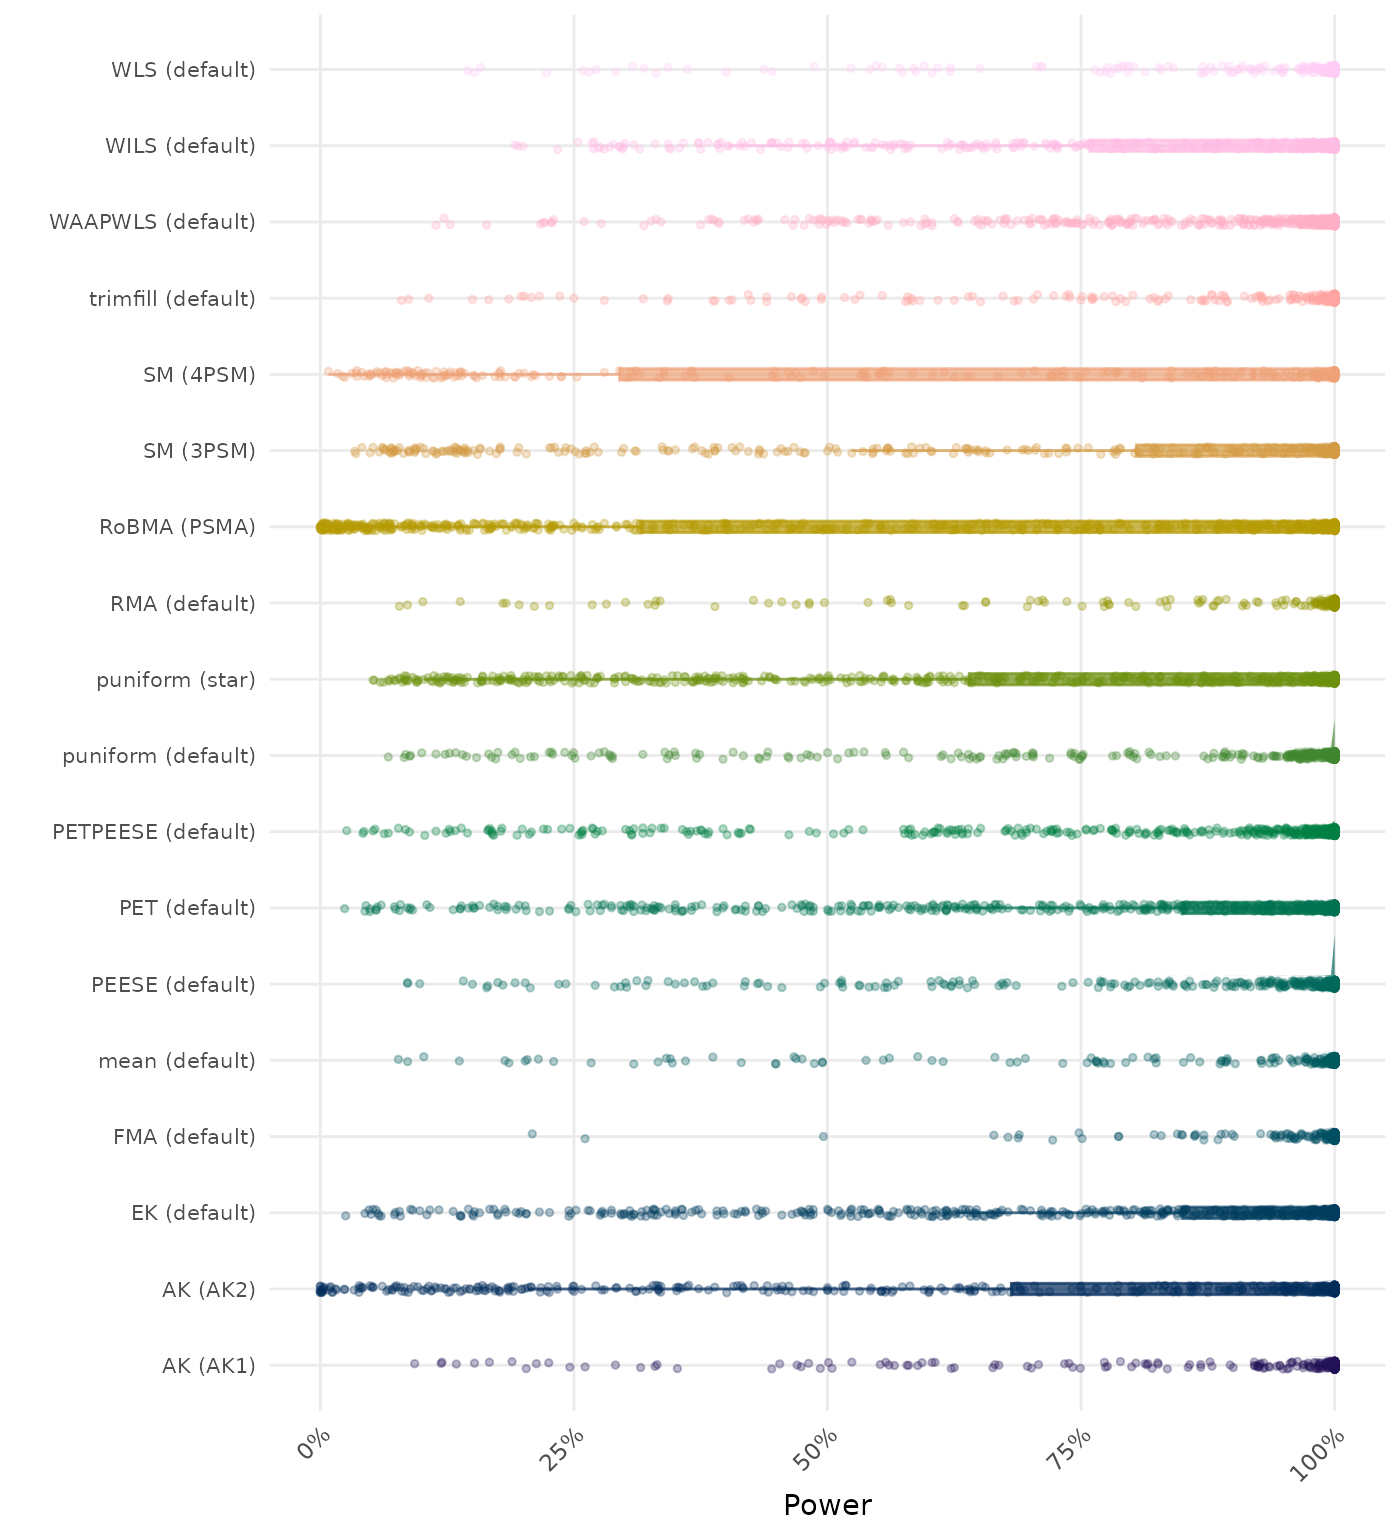 WLS (default)
WILS (default)
WAAPWLS (default)
trimfill (default)
SM (4PSM)
SM (3PSM)
RoBMA (PSMA)
RMA (default)
puniform (star)
puniform (default)
PETPEESE (default)
PET (default)
PEESE (default)
mean (default)
FMA (default)
EK (default)
AK (AK2)
AK (AK1)
0%
25%
50%
75%
100%
Power